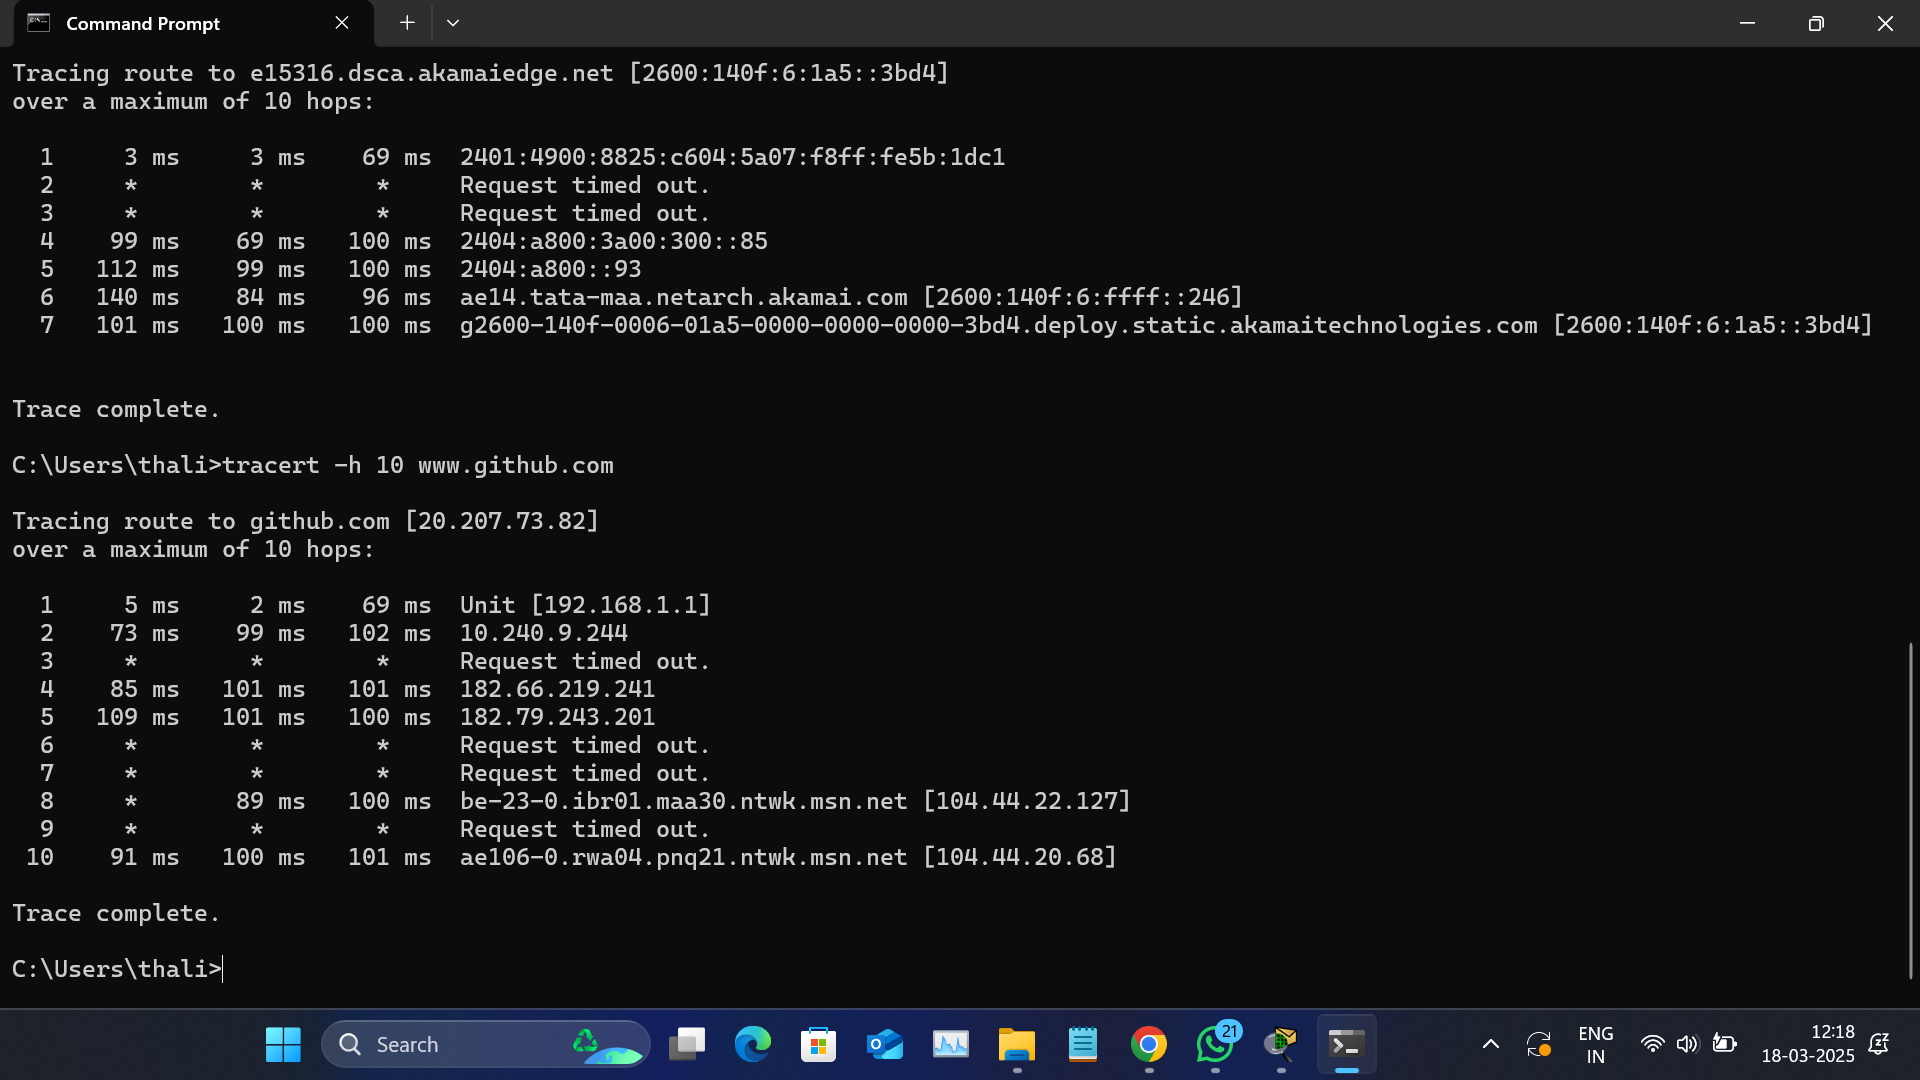 Command Prompt
Tracing route to e15316.dsca.akamaiedge.net [2600:140f:6:1a5::3bd4]
over a maximum of 10 hops:
1 3 ms 3 ms 69 ms 2401:4900:8825:c604:5a07:f8ff:fe5b:1dc1
2 * * * Request timed out.
3 * * * Request timed out.
4 99 ms 69 ms 100 ms 2404:a800:3a00:300::85
5 112 ms 99 ms 100 ms 2404:a800::93
6 140 ms 84 ms 96 ms ae14.tata-maa.netarch.akamai.com [2600:140f:6:ffff::246]
7 101 ms 100 ms 100 ms g2600-140f-0006-01a5-0000-0000-0000-3bd4.deploy.static.akamaitechnologies.com [2600:140f:6:1a5::3bd4]
Trace complete.
C:\Users\thali>tracert -h 10 www.github.com
Tracing route to github.com [20.207.73.82]
over a maximum of 10 hops:
1 5 ms 2 ms 69 ms Unit [192.168.1.1]
2 73 ms 99 ms 102 ms 10.240.9.244
3 * * * Request timed out.
4 85 ms 101 ms 101 ms 182.66.219.241
5 109 ms 101 ms 100 ms 182.79.243.201
6 * * * Request timed out.
7 * * * Request timed out.
8 * 89 ms 100 ms be-23-0.ibr01.maa30.ntwk.msn.net [104.44.22.127]
9 * * * Request timed out.
10 91 ms 100 ms 101 ms ae106-0.rwa04.pnq21.ntwk.msn.net [104.44.20.68]
Trace complete.
C:\Users\thali>
Search
21
ENG
IN
12:18
18-03-2025